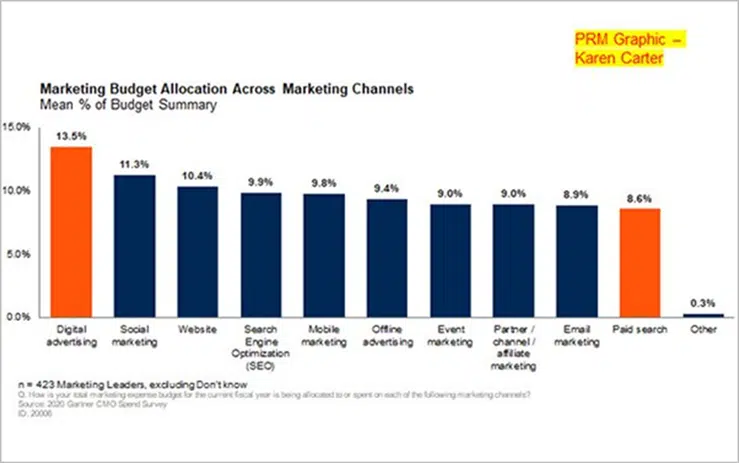 PRM Graphic –
Karen Carter
Marketing Budget Allocation Across Marketing Channels
Mean % of Budget Summary
15.0%
10.0%
5.0%
0.0%
13.5%
11.3%
10.4%
9.9%
9.8%
9.4%
9.0%
9.0%
8.9%
8.6%
0.3%
Digital
advertising
Social
marketing
Website
Search
Engine
Optimization
(SEO)
Mobile
marketing
Offline
advertising
Event
marketing
Partner /
channel /
affiliate
marketing
Email
marketing
Paid search
Other
n = 423 Marketing Leaders, excluding Don't know
Q. How is your total marketing expense budget for the current fiscal year is being allocated to or spent on each of the following marketing channels?
Source: 2020 Gartner CMO Spend Survey